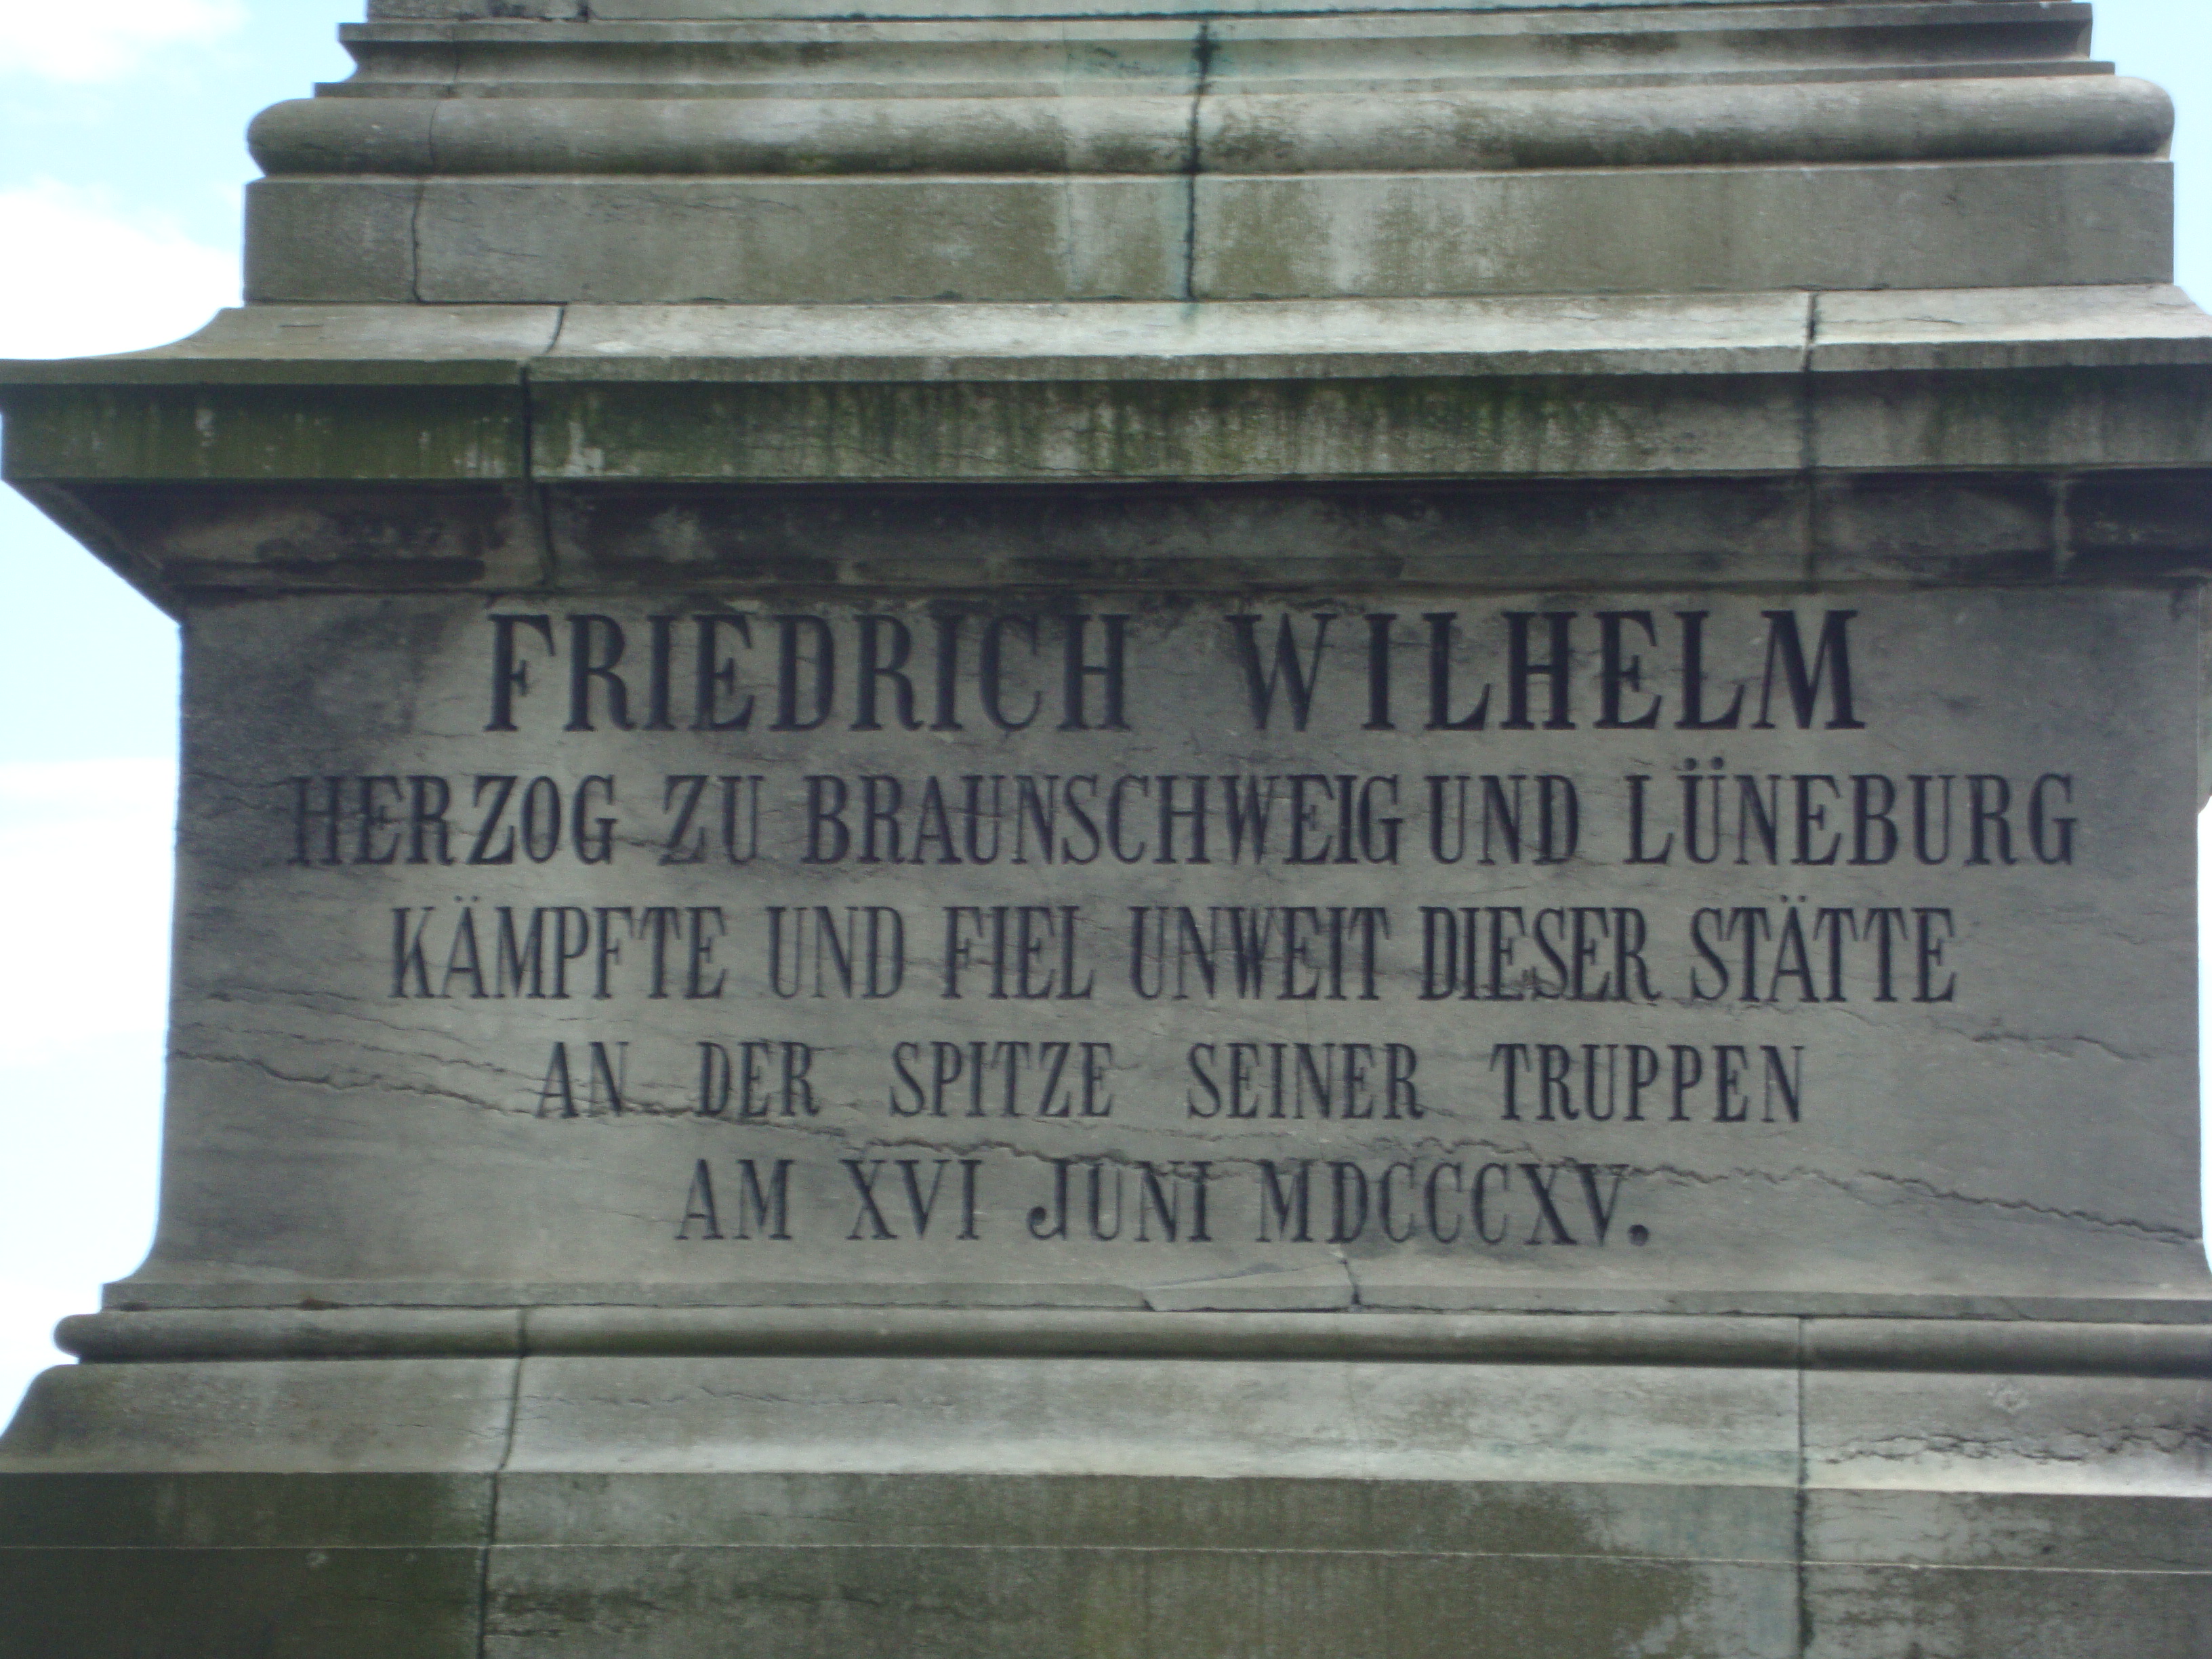 FRIEDRICH WILHELM
HERZOG ZU BRAUNSCHWEIG UND LÜNEBURG
KÄMPFTE UND FIEL UNWEIT DIESER STÄTTE
AN DER SPITZE SEINER TRUPPEN
AM XVI JUNI MDCCCXV.